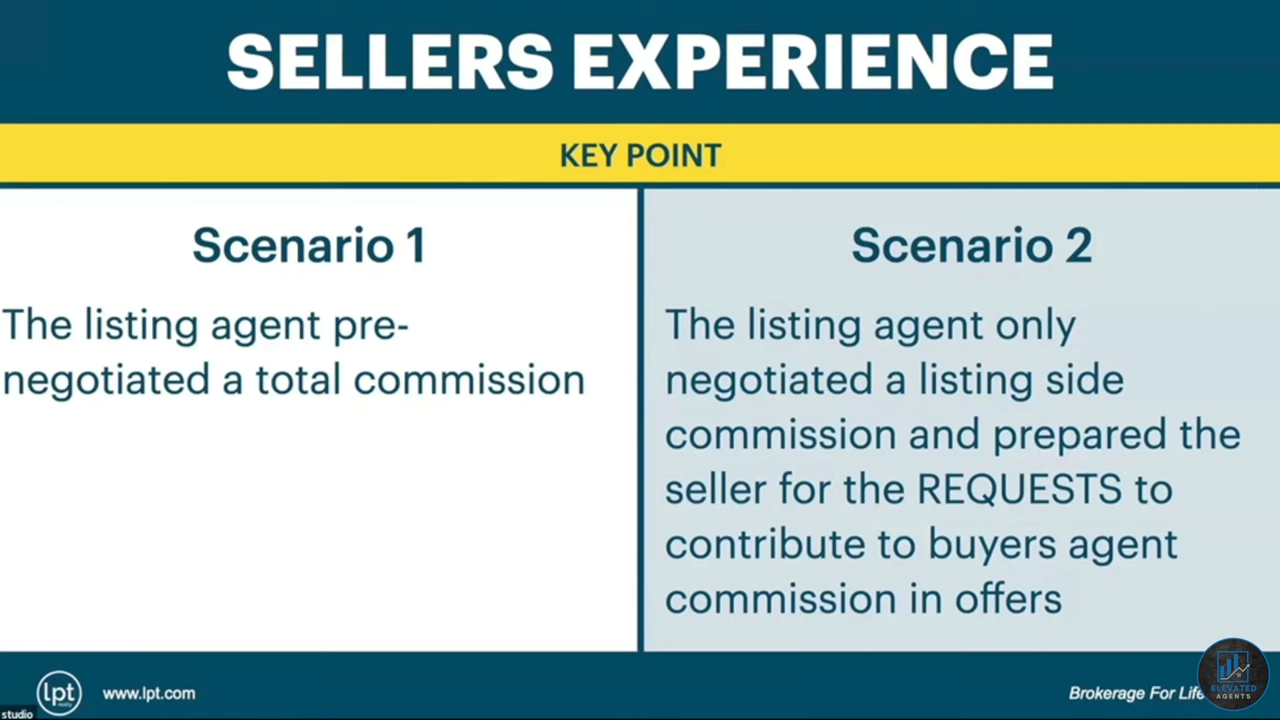 SELLERS EXPERIENCE
KEY POINT
Scenario 1
The listing agent pre-
negotiated a total commission
Scenario 2
The listing agent only
negotiated a listing side
commission and prepared the
seller for the REQUESTS to
contribute to buyers agent
commission in offers
lpt
realty
www.lpt.com
Brokerage For Life
ELEVATED
AGENTS
studio